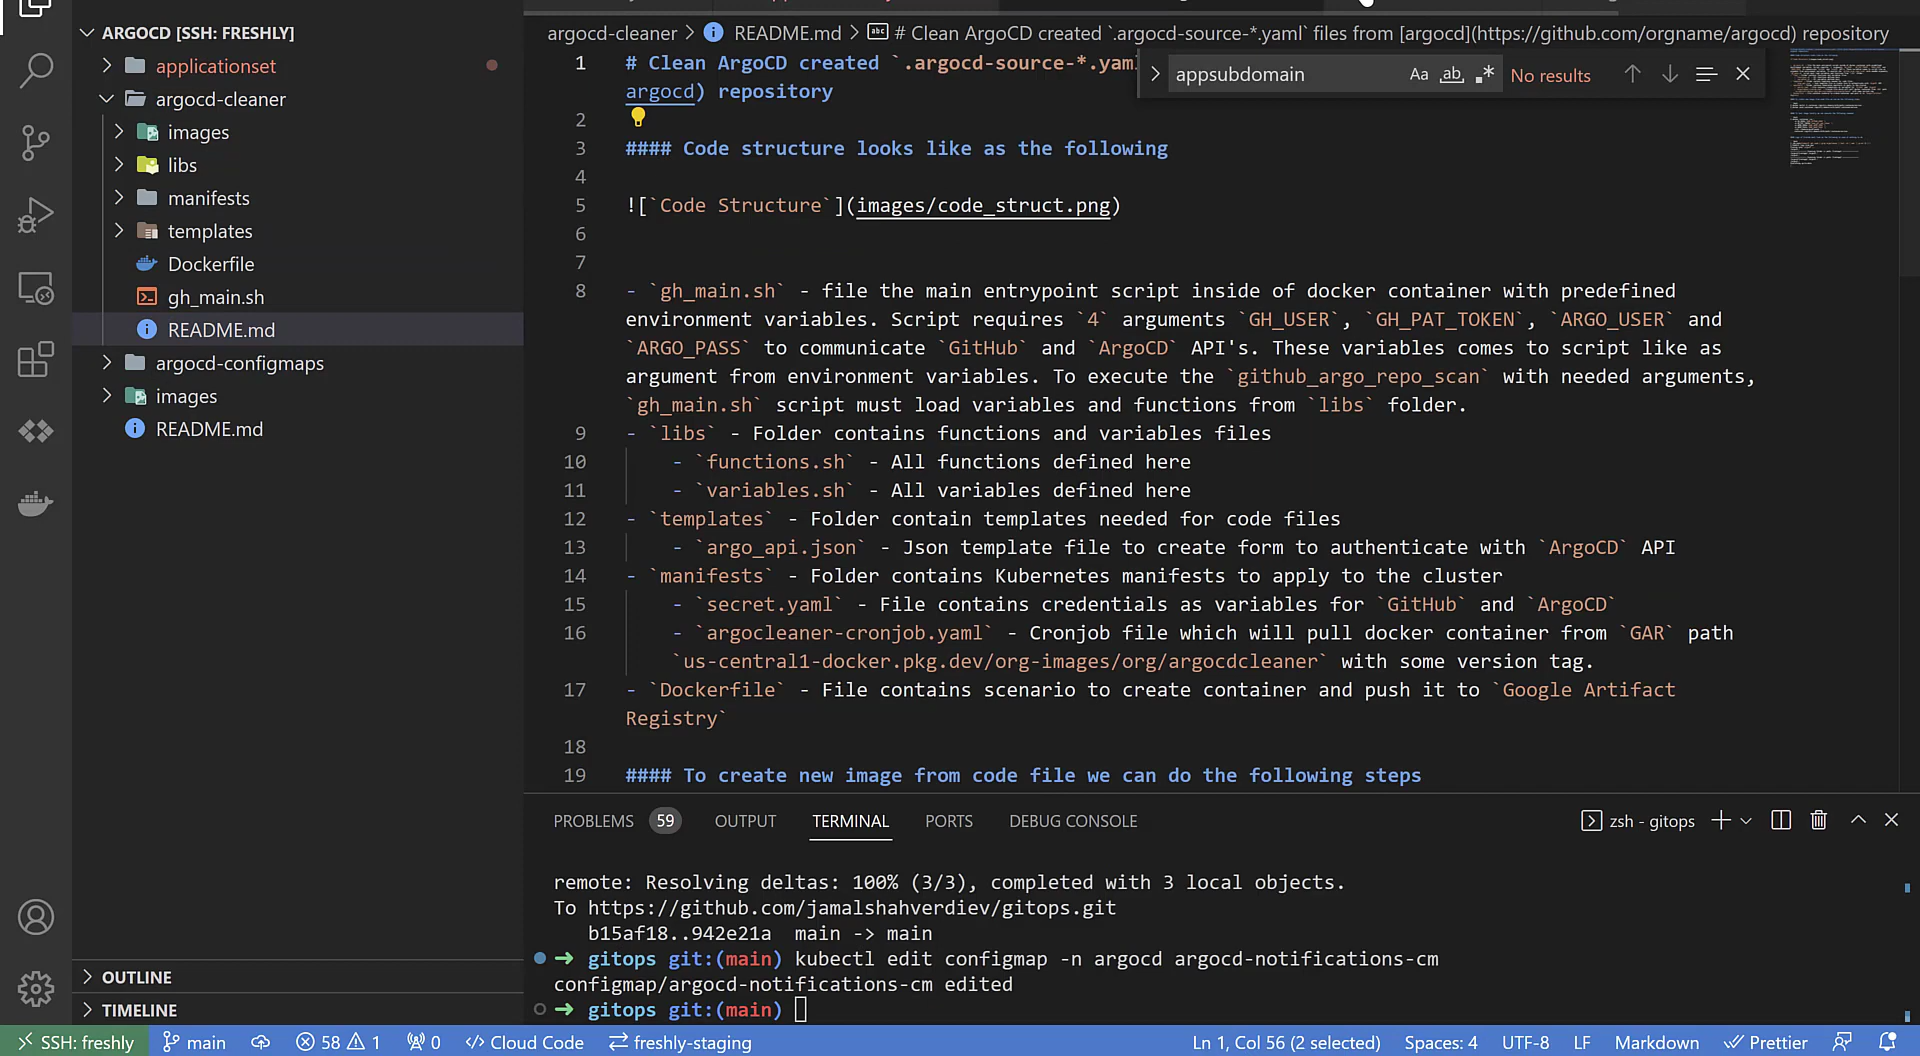 ARGOCD [SSH: FRESHLY]
applicationset
argocd-cleaner
images
libs
manifests
templates
Dockerfile
gh_main.sh
README.md
argocd-configmaps
images
README.md
OUTLINE
TIMELINE
argocd-cleaner > README.md > # Clean ArgoCD created `.argocd-source-*.yaml` files from [argocd](https://github.com/orgname/argocd) repository
appsubdomain Aa ab .* No results
1 # Clean ArgoCD created `.argocd-source-*.yaml
argocd) repository
2
3 #### Code structure looks like as the following
4
5 ![`Code Structure`](images/code_struct.png)
6
7
8 - `gh_main.sh` - file the main entrypoint script inside of docker container with predefined
environment variables. Script requires `4` arguments `GH_USER`, `GH_PAT_TOKEN`, `ARGO_USER` and
`ARGO_PASS` to communicate `GitHub` and `ArgoCD` API's. These variables comes to script like as
argument from environment variables. To execute the `github_argo_repo_scan` with needed arguments,
`gh_main.sh` script must load variables and functions from `libs` folder.
9 - `libs` - Folder contains functions and variables files
10 - `functions.sh` - All functions defined here
11 - `variables.sh` - All variables defined here
12 - `templates` - Folder contain templates needed for code files
13 - `argo_api.json` - Json template file to create form to authenticate with `ArgoCD` API
14 - `manifests` - Folder contains Kubernetes manifests to apply to the cluster
15 - `secret.yaml` - File contains credentials as variables for `GitHub` and `ArgoCD`
16 - `argocleaner-cronjob.yaml` - Cronjob file which will pull docker container from `GAR` path
`us-central1-docker.pkg.dev/org-images/org/argocdcleaner` with some version tag.
17 - `Dockerfile` - File contains scenario to create container and push it to `Google Artifact
Registry`
18
19 #### To create new image from code file we can do the following steps
PROBLEMS 59 OUTPUT TERMINAL PORTS DEBUG CONSOLE zsh - gitops
remote: Resolving deltas: 100% (3/3), completed with 3 local objects.
To https://github.com/jamalshahverdiev/gitops.git
b15af18..942e21a main -> main
➜ gitops git:(main) kubectl edit configmap -n argocd argocd-notifications-cm
configmap/argocd-notifications-cm edited
➜ gitops git:(main)
SSH: freshly main 58 1 0 Cloud Code freshly-staging Ln 1, Col 56 (2 selected) Spaces: 4 UTF-8 LF Markdown Prettier